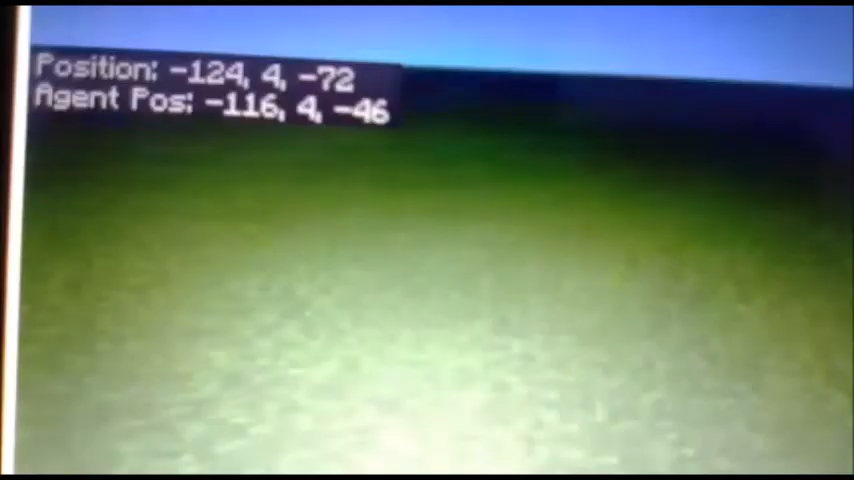 Position: -124, 4, -72
Agent Pos: -116, 4, -46